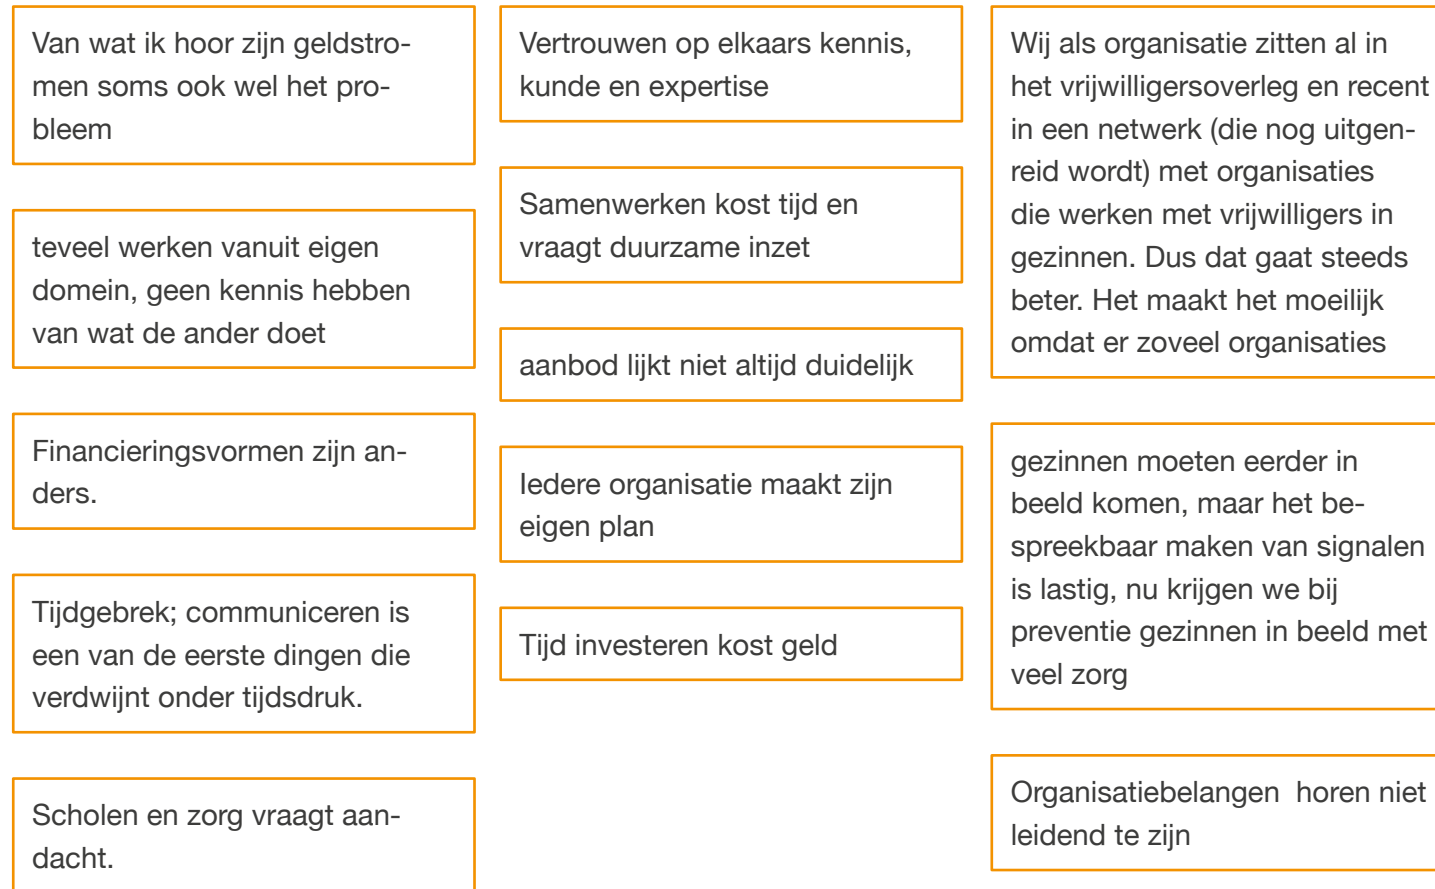 Van wat ik hoor zijn geldstro-
men soms ook wel het pro-
bleem
teveel werken vanuit eigen
domein, geen kennis hebben
van wat de ander doet
Financieringsvormen zijn an-
ders.
Tijdgebrek; communiceren is
een van de eerste dingen die
verdwijnt onder tijdsdruk.
Scholen en zorg vraagt aan-
dacht.
Vertrouwen op elkaars kennis,
kunde en expertise
Samenwerken kost tijd en
vraagt duurzame inzet
aanbod lijkt niet altijd duidelijk
Iedere organisatie maakt zijn
eigen plan
Tijd investeren kost geld
Wij als organisatie zitten al in
het vrijwilligersoverleg en recent
in een netwerk (die nog uitgen-
reid wordt) met organisaties
die werken met vrijwilligers in
gezinnen. Dus dat gaat steeds
beter. Het maakt het moeilijk
omdat er zoveel organisaties
gezinnen moeten eerder in
beeld komen, maar het be-
spreekbaar maken van signalen
is lastig, nu krijgen we bij
preventie gezinnen in beeld met
veel zorg
Organisatiebelangen  horen niet
leidend te zijn